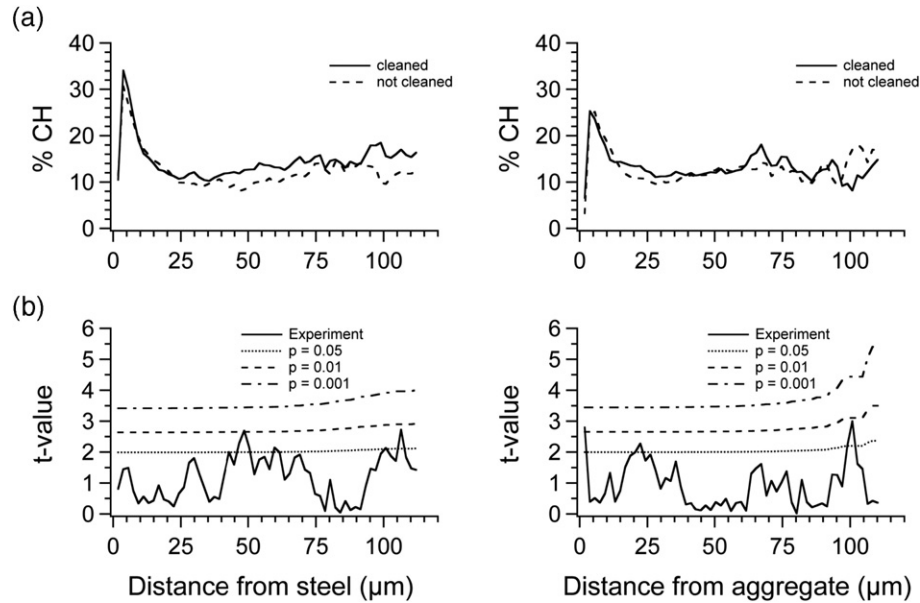 (a)
40
30
20
10
0
% CH
cleaned
not cleaned
0 25 50 75 100
40
30
20
10
0
% CH
cleaned
not cleaned
0 25 50 75 100
(b)
6
5
4
3
2
1
0
t-value
Experiment
p = 0.05
p = 0.01
p = 0.001
0 25 50 75 100
Distance from steel (μm)
6
5
4
3
2
1
0
t-value
Experiment
p = 0.05
p = 0.01
p = 0.001
0 25 50 75 100
Distance from aggregate (μm)